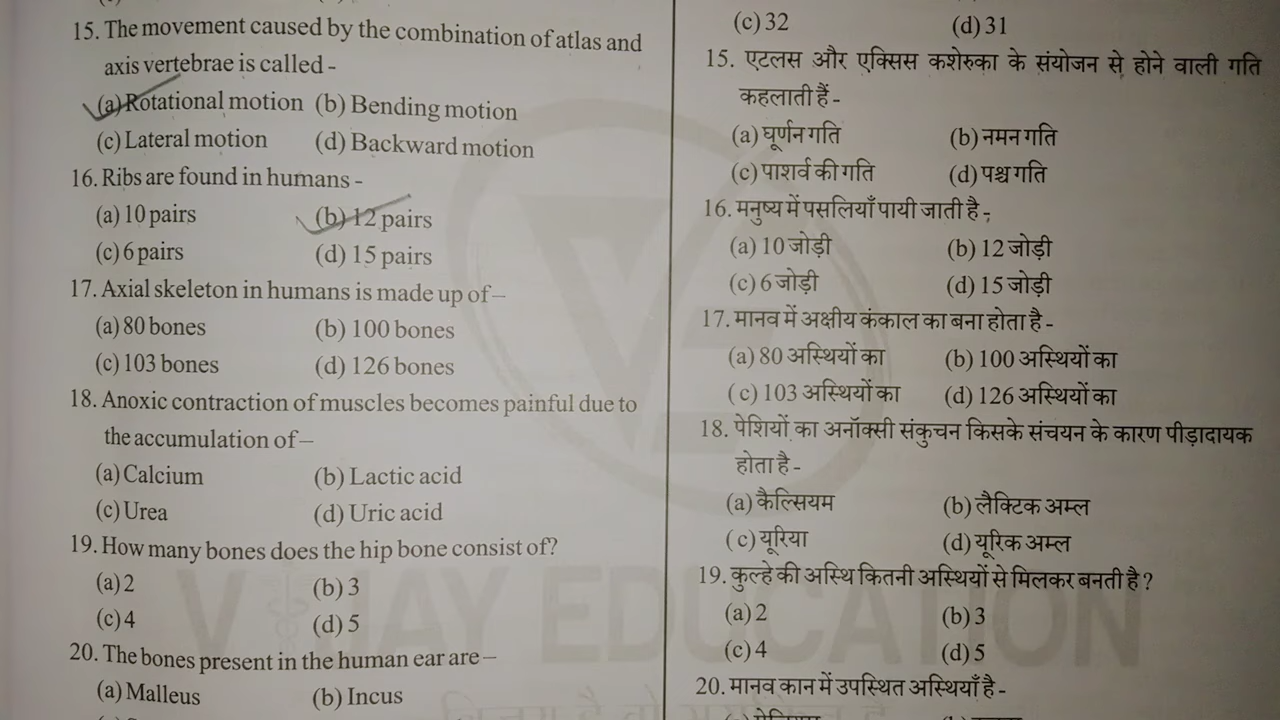 15. The movement caused by the combination of atlas and
axis vertebrae is called -
(a) Rotational motion (b) Bending motion
(c) Lateral motion (d) Backward motion
16. Ribs are found in humans -
(a) 10 pairs (b) 12 pairs
(c) 6 pairs (d) 15 pairs
17. Axial skeleton in humans is made up of –
(a) 80 bones (b) 100 bones
(c) 103 bones (d) 126 bones
18. Anoxic contraction of muscles becomes painful due to
the accumulation of –
(a) Calcium (b) Lactic acid
(c) Urea (d) Uric acid
19. How many bones does the hip bone consist of?
(a) 2 (b) 3
(c) 4 (d) 5
20. The bones present in the human ear are –
(a) Malleus (b) Incus
(c) 32 (d) 31
15. एटलस और एक्सिस कशेरुका के संयोजन से होने वाली गति
कहलाती हैं -
(a) घूर्णन गति (b) नमन गति
(c) पाशर्व की गति (d) पश्च गति
16. मनुष्य में पसलियाँ पायी जाती है -
(a) 10 जोड़ी (b) 12 जोड़ी
(c) 6 जोड़ी (d) 15 जोड़ी
17. मानव में अक्षीय कंकाल का बना होता है -
(a) 80 अस्थियों का (b) 100 अस्थियों का
(c) 103 अस्थियों का (d) 126 अस्थियों का
18. पेशियों का अनॉक्सी संकुचन किसके संचयन के कारण पीड़ादायक
होता है -
(a) कैल्सियम (b) लैक्टिक अम्ल
(c) यूरिया (d) यूरिक अम्ल
19. कुल्हे की अस्थि कितनी अस्थियों से मिलकर बनती है ?
(a) 2 (b) 3
(c) 4 (d) 5
20. मानव कान में उपस्थित अस्थियाँ है -
VIJAY EDUCATION